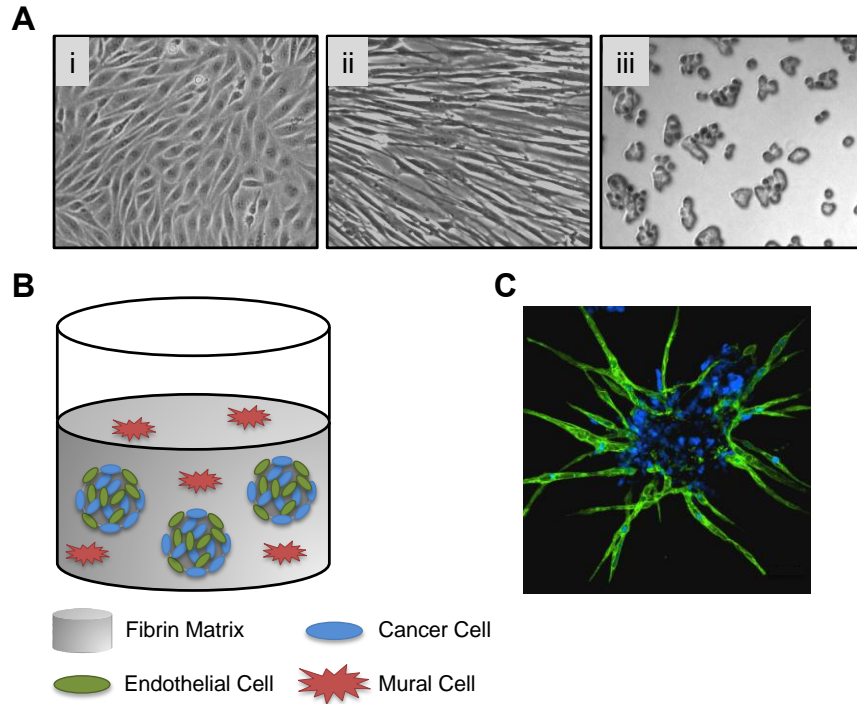 A
i ii iii
B C
Fibrin Matrix Cancer Cell
Endothelial Cell Mural Cell